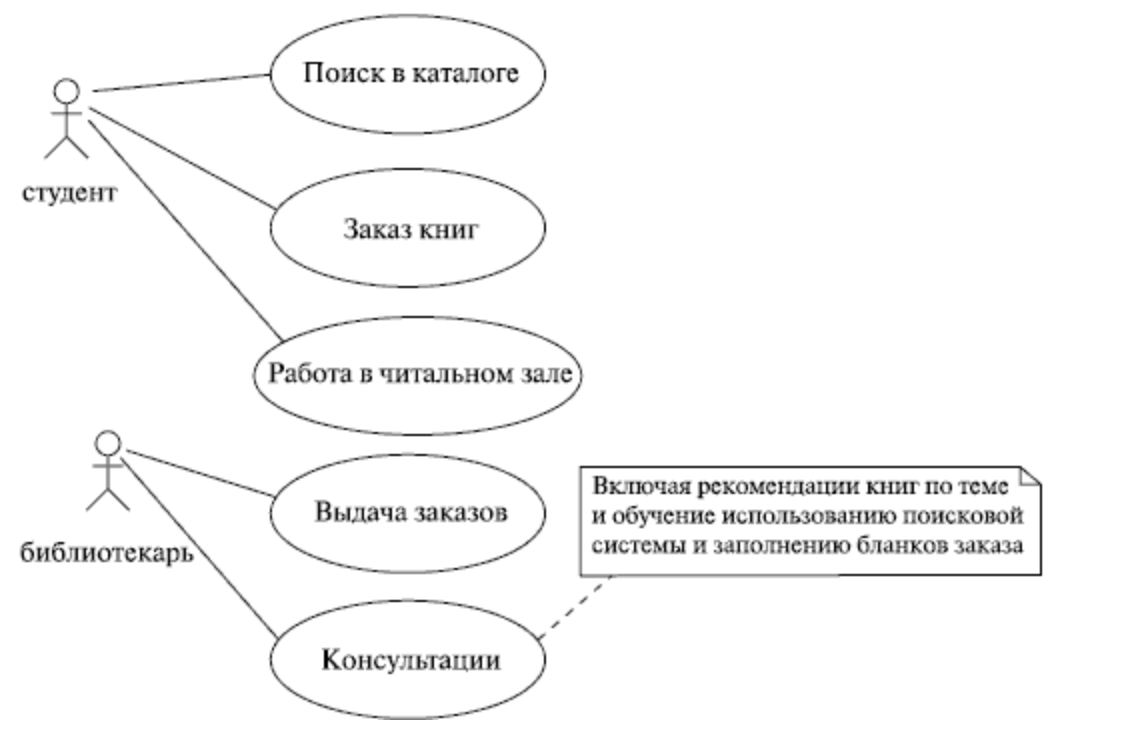 Поиск в каталоге
студент
Заказ книг
Работа в читальном зале
библиотекарь
Выдача заказов
Включая рекомендации книг по теме
и обучение использованию поисковой
системы и заполнению бланков заказа
Консультации